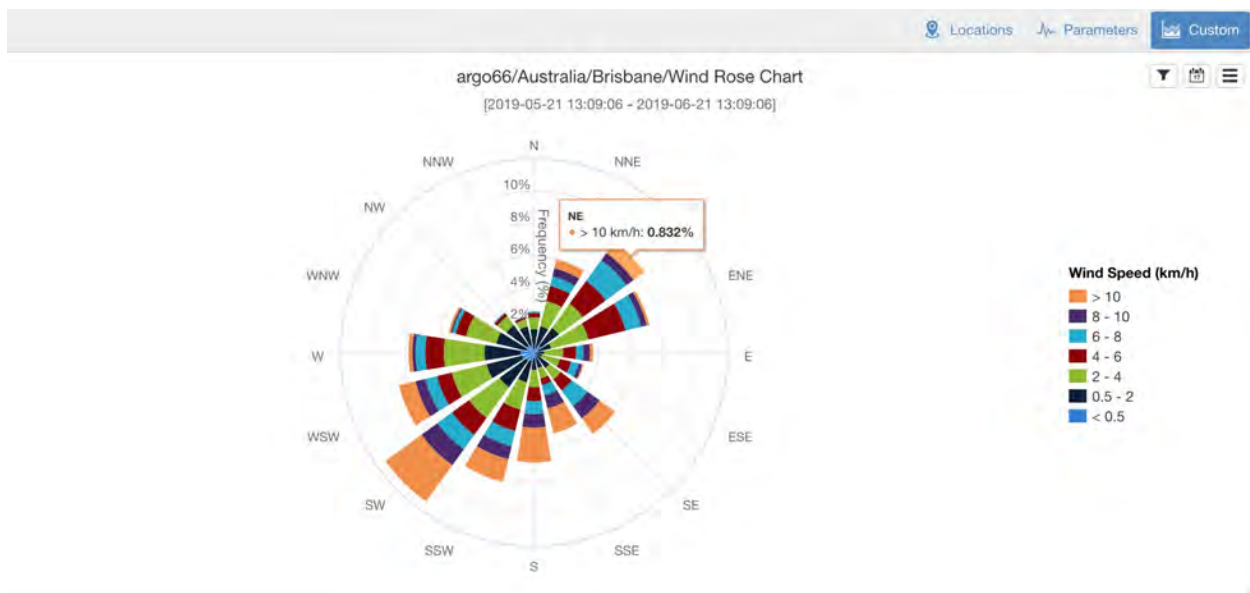 Locations Parameters Custom
argo66/Australia/Brisbane/Wind Rose Chart
[2019-05-21 13:09:06 - 2019-06-21 13:09:06]
N
NNW NNE
10%
NW
8% NE
> 10 km/h: 0.832%
Frequency (%)
6%
WNW ENE
4%
2%
W E
WSW ESE
SW SE
SSW SSE
S
Wind Speed (km/h)
> 10
8 - 10
6 - 8
4 - 6
2 - 4
0.5 - 2
< 0.5